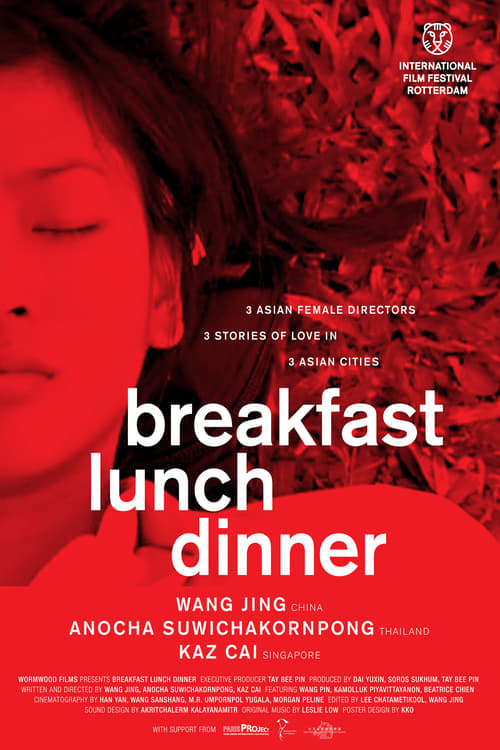 INTERNATIONAL
FILM FESTIVAL
ROTTERDAM
3 ASIAN FEMALE DIRECTORS
3 STORIES OF LOVE IN
3 ASIAN CITIES
breakfast
lunch
dinner
WANG JING CHINA
ANOCHA SUWICHAKORNPONG THAILAND
KAZ CAI SINGAPORE
WORMWOOD FILMS PRESENTS BREAKFAST LUNCH DINNER EXECUTIVE PRODUCER TAY BEE PIN PRODUCED BY DAI YUXIN, SOROS SUKHUM, TAY BEE PIN
WRITTEN AND DIRECTED BY WANG JING, ANOCHA SUWICHAKORNPONG, KAZ CAI FEATURING WANG PIN, KAMOLLUK PIYAVITTAYANON, BEATRICE CHIEN
CINEMATOGRAPHY BY HAN YAN, WANG SANSHANG, M.R. UMPORNPOL YUGALA, MORGAN PELINE EDITED BY LEE CHATAMETIKOOL, WANG JING
SOUND DESIGN BY AKRITCHALERM KALAYANAMITR ORIGINAL MUSIC BY LESLIE LOW POSTER DESIGN BY KKO
WITH SUPPORT FROM PARIS PROJECT